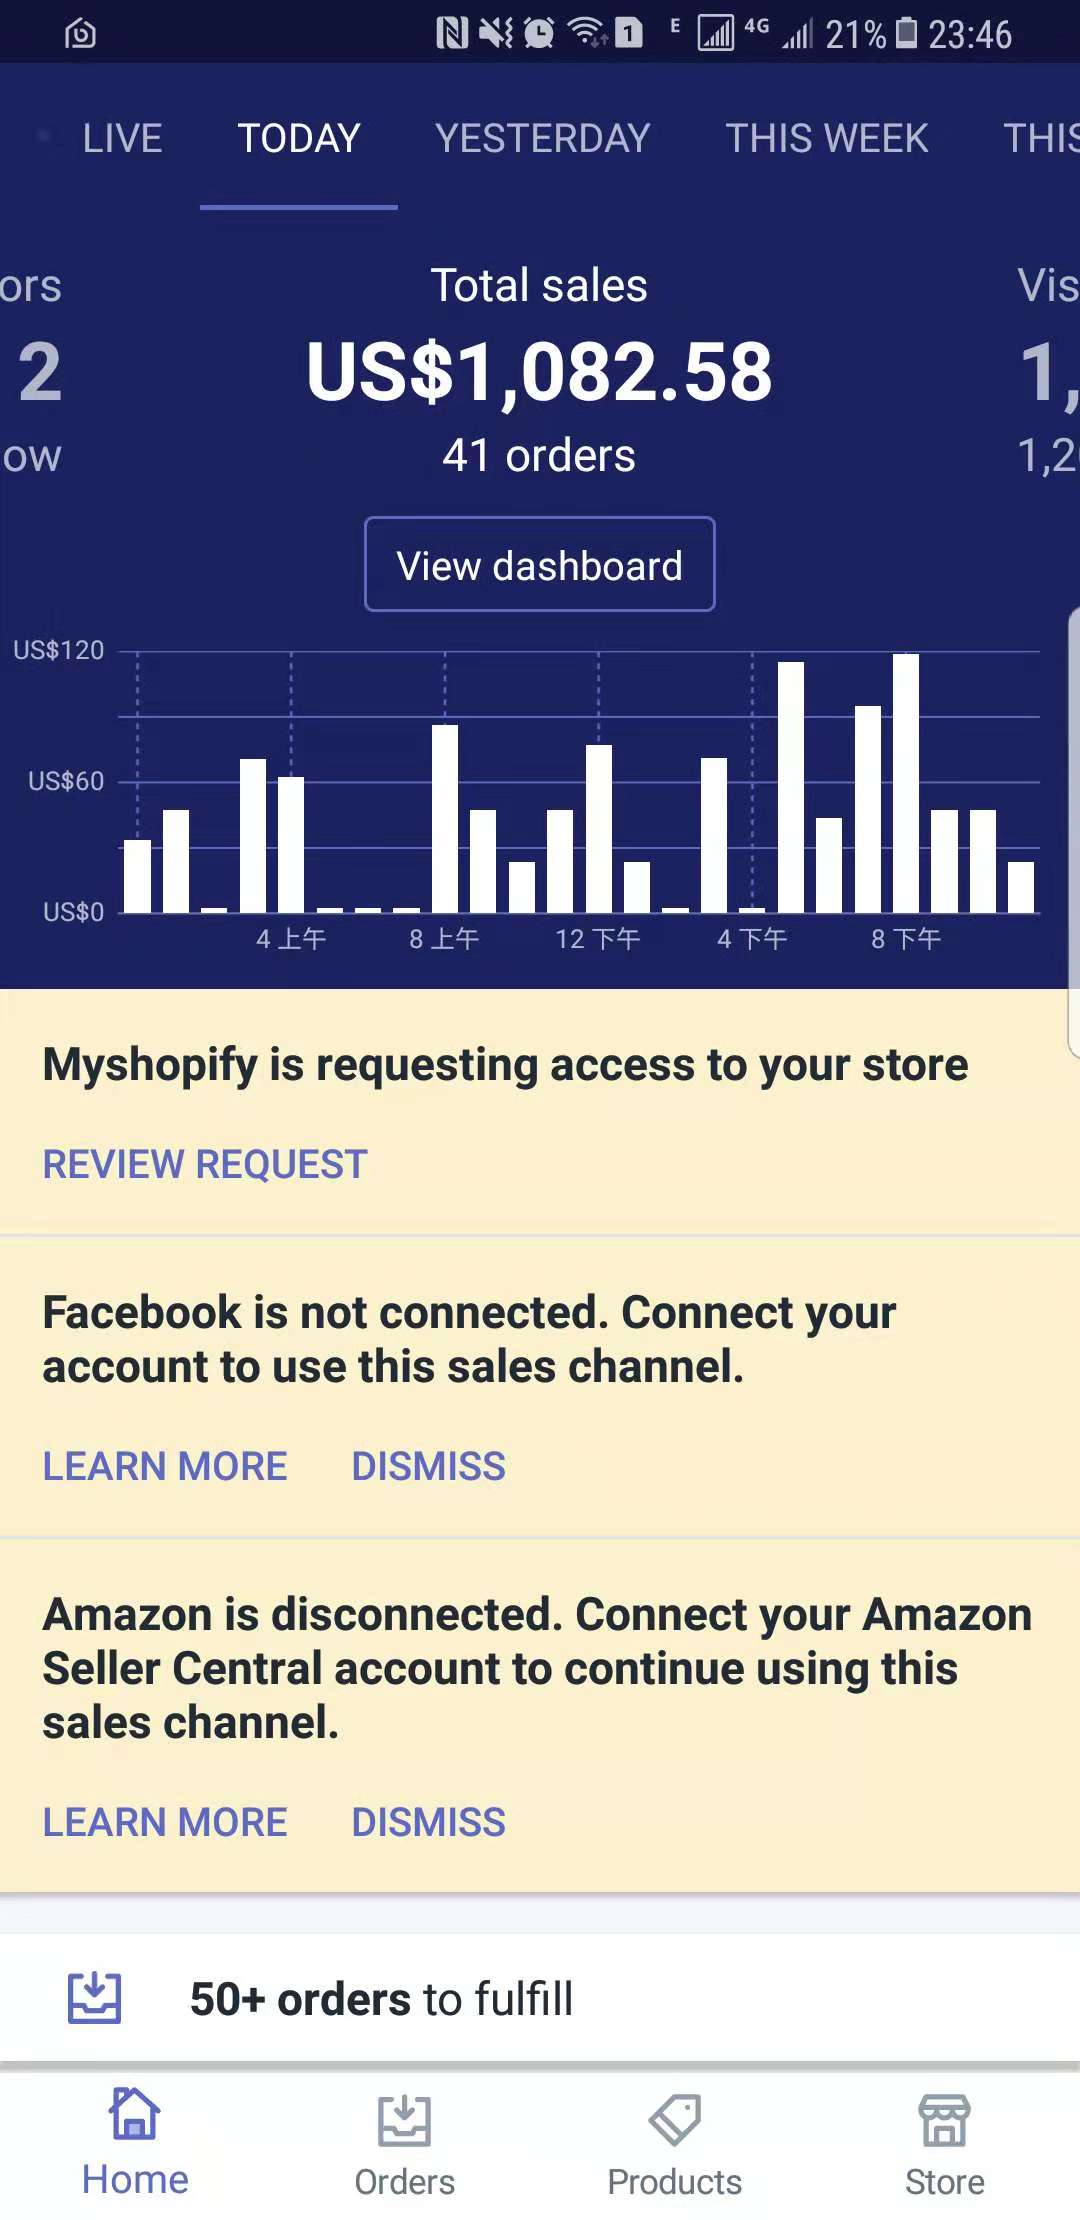 1 E 4G 21% 23:46
LIVE TODAY YESTERDAY THIS WEEK THIS
ors Total sales Vis
2 US$1,082.58 1,
ow 41 orders 1,2
View dashboard
US$120
US$60
US$0
4 上午 8 上午 12 下午 4 下午 8 下午
Myshopify is requesting access to your store
REVIEW REQUEST
Facebook is not connected. Connect your
account to use this sales channel.
LEARN MORE DISMISS
Amazon is disconnected. Connect your Amazon
Seller Central account to continue using this
sales channel.
LEARN MORE DISMISS
50+ orders to fulfill
Home Orders Products Store